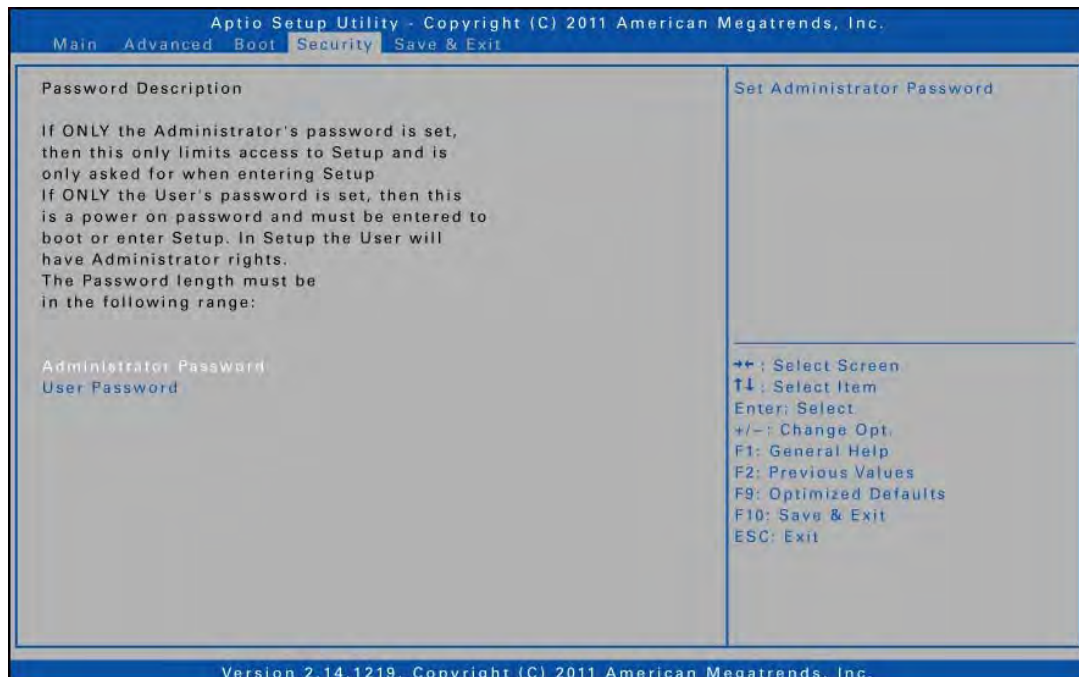 Aptio Setup Utility - Copyright (C) 2011 American Megatrends, Inc.
Main Advanced Boot Security Save & Exit
Password Description
If ONLY the Administrator's password is set,
then this only limits access to Setup and is
only asked for when entering Setup
If ONLY the User's password is set, then this
is a power on password and must be entered to
boot or enter Setup. In Setup the User will
have Administrator rights.
The Password length must be
in the following range:
Administrator Password
User Password
Set Administrator Password
→← : Select Screen
↑↓ : Select Item
Enter: Select
+/−: Change Opt.
F1: General Help
F2: Previous Values
F9: Optimized Defaults
F10: Save & Exit
ESC: Exit
Version 2.14.1219. Copyright (C) 2011 American Megatrends, Inc.